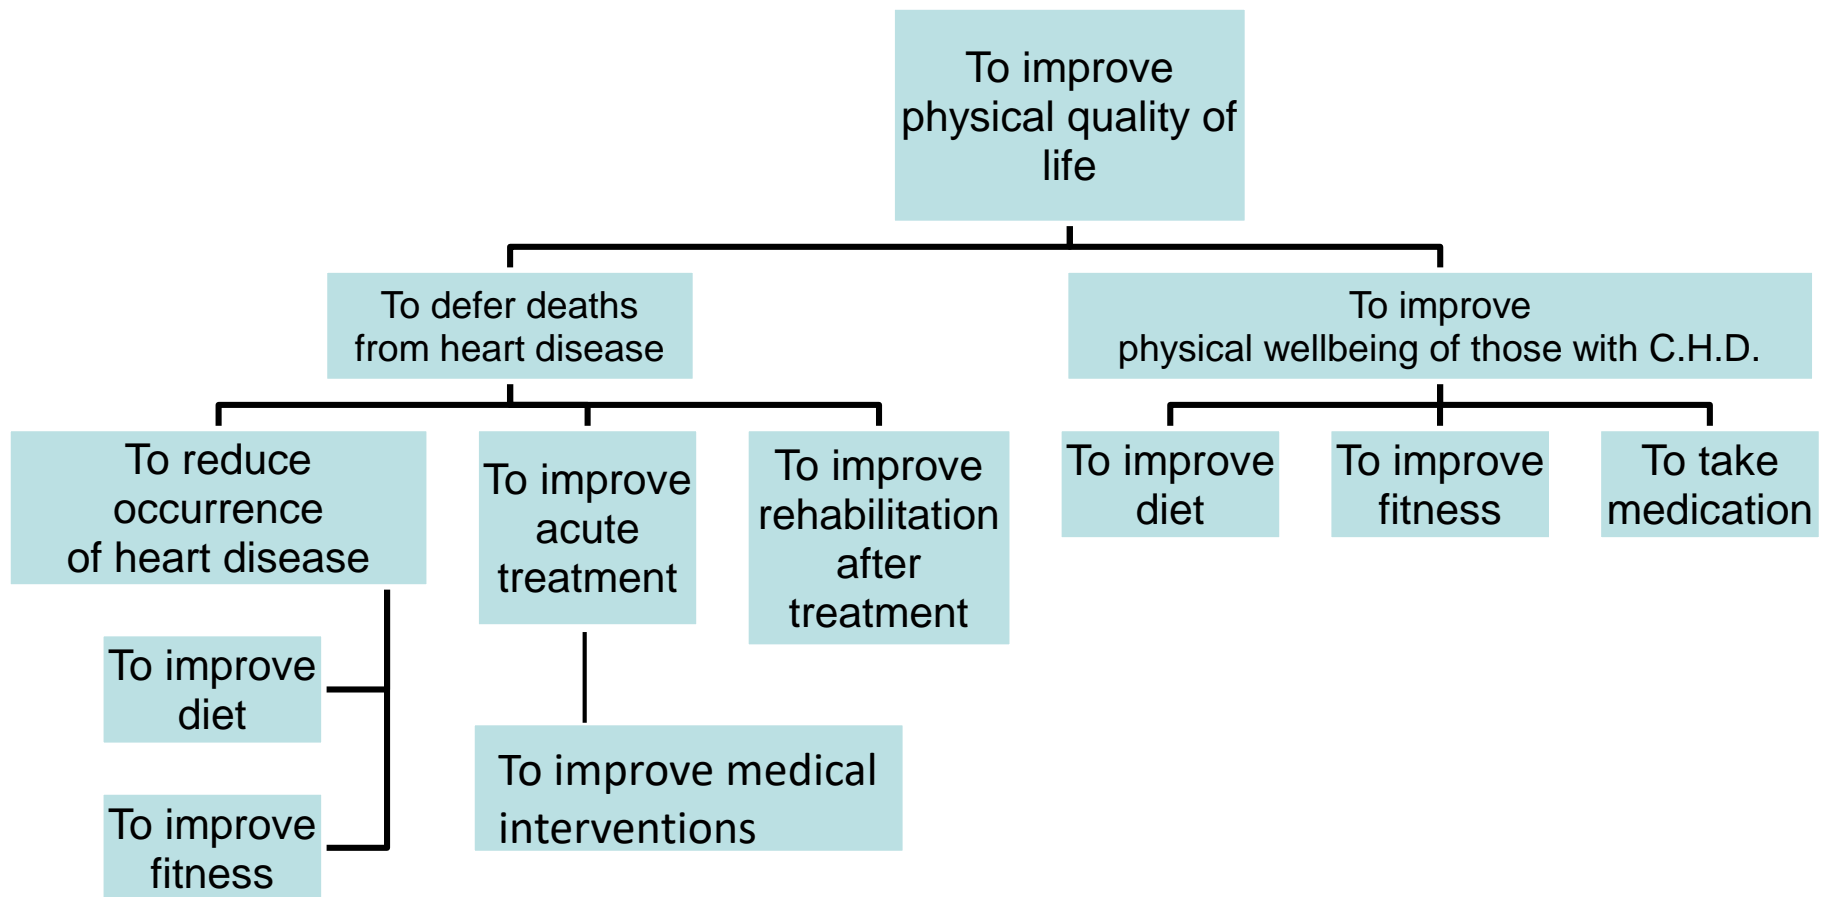 To improve
physical quality of
life
To defer deaths
from heart disease
To improve
physical wellbeing of those with C.H.D.
To reduce
occurrence
of heart disease
To improve
acute
treatment
To improve
rehabilitation
after
treatment
To improve
diet
To improve
fitness
To take
medication
To improve
diet
To improve medical
interventions
To improve
fitness